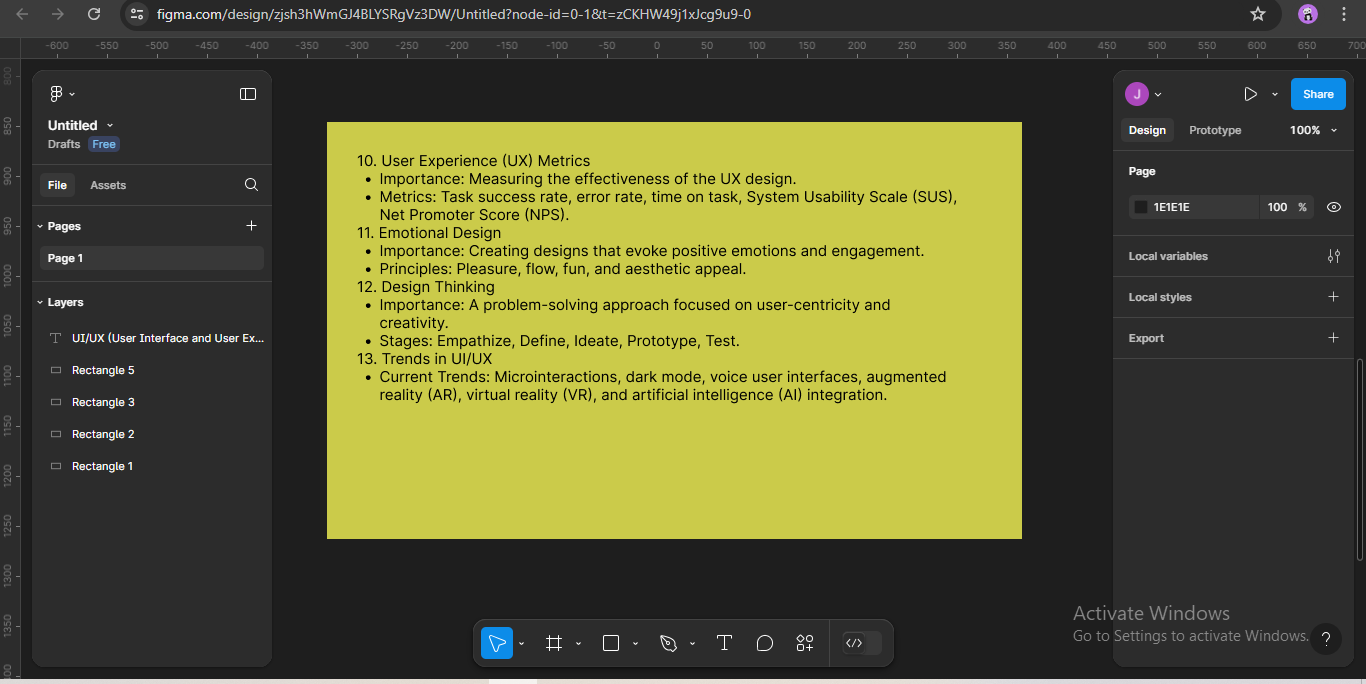 figma.com/design/zjsh3hWmGJ4BLYSRgVz3DW/Untitled?node-id=0-1&t=zCKHW49j1xJcg9u9-0
-600 -550 -500 -450 -400 -350 -300 -250 -200 -150 -100 -50 0 50 100 150 200 250 300 350 400 450 500 550 600 650 700
800
850
900
950
1000
1050
1100
1150
1200
1250
1300
1350
Untitled
Drafts Free
File Assets
Pages
Page 1
Layers
UI/UX (User Interface and User Ex...
Rectangle 5
Rectangle 3
Rectangle 2
Rectangle 1
10. User Experience (UX) Metrics
• Importance: Measuring the effectiveness of the UX design.
• Metrics: Task success rate, error rate, time on task, System Usability Scale (SUS),
Net Promoter Score (NPS).
11. Emotional Design
• Importance: Creating designs that evoke positive emotions and engagement.
• Principles: Pleasure, flow, fun, and aesthetic appeal.
12. Design Thinking
• Importance: A problem-solving approach focused on user-centricity and
creativity.
• Stages: Empathize, Define, Ideate, Prototype, Test.
13. Trends in UI/UX
• Current Trends: Microinteractions, dark mode, voice user interfaces, augmented
reality (AR), virtual reality (VR), and artificial intelligence (AI) integration.
J
Share
Design Prototype 100%
Page
1E1E1E 100 %
Local variables
Local styles
Export
Activate Windows
Go to Settings to activate Windows.
?